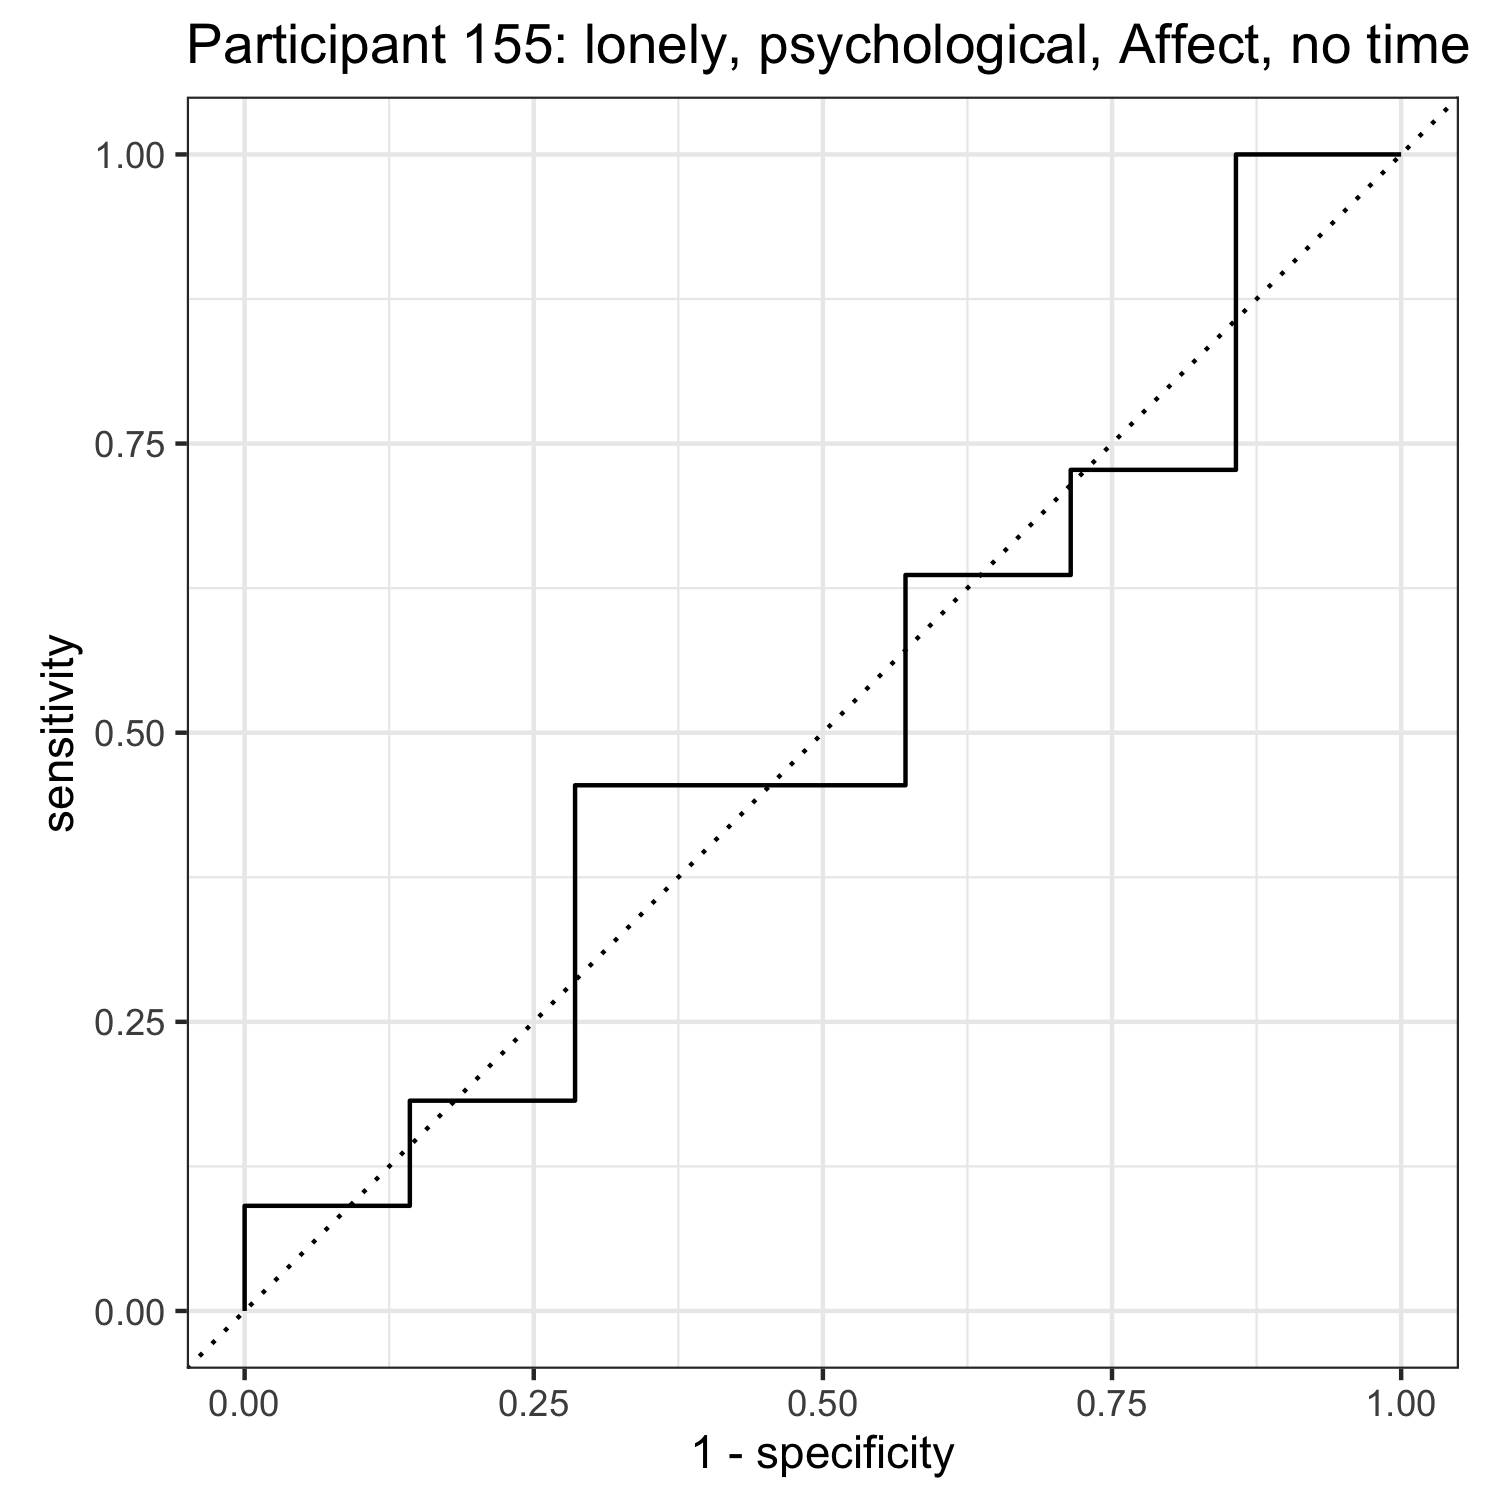 Participant 155: lonely, psychological, Affect, no time
1.00
0.75
0.50
0.25
0.00
sensitivity
0.00 0.25 0.50 0.75 1.00
1 - specificity